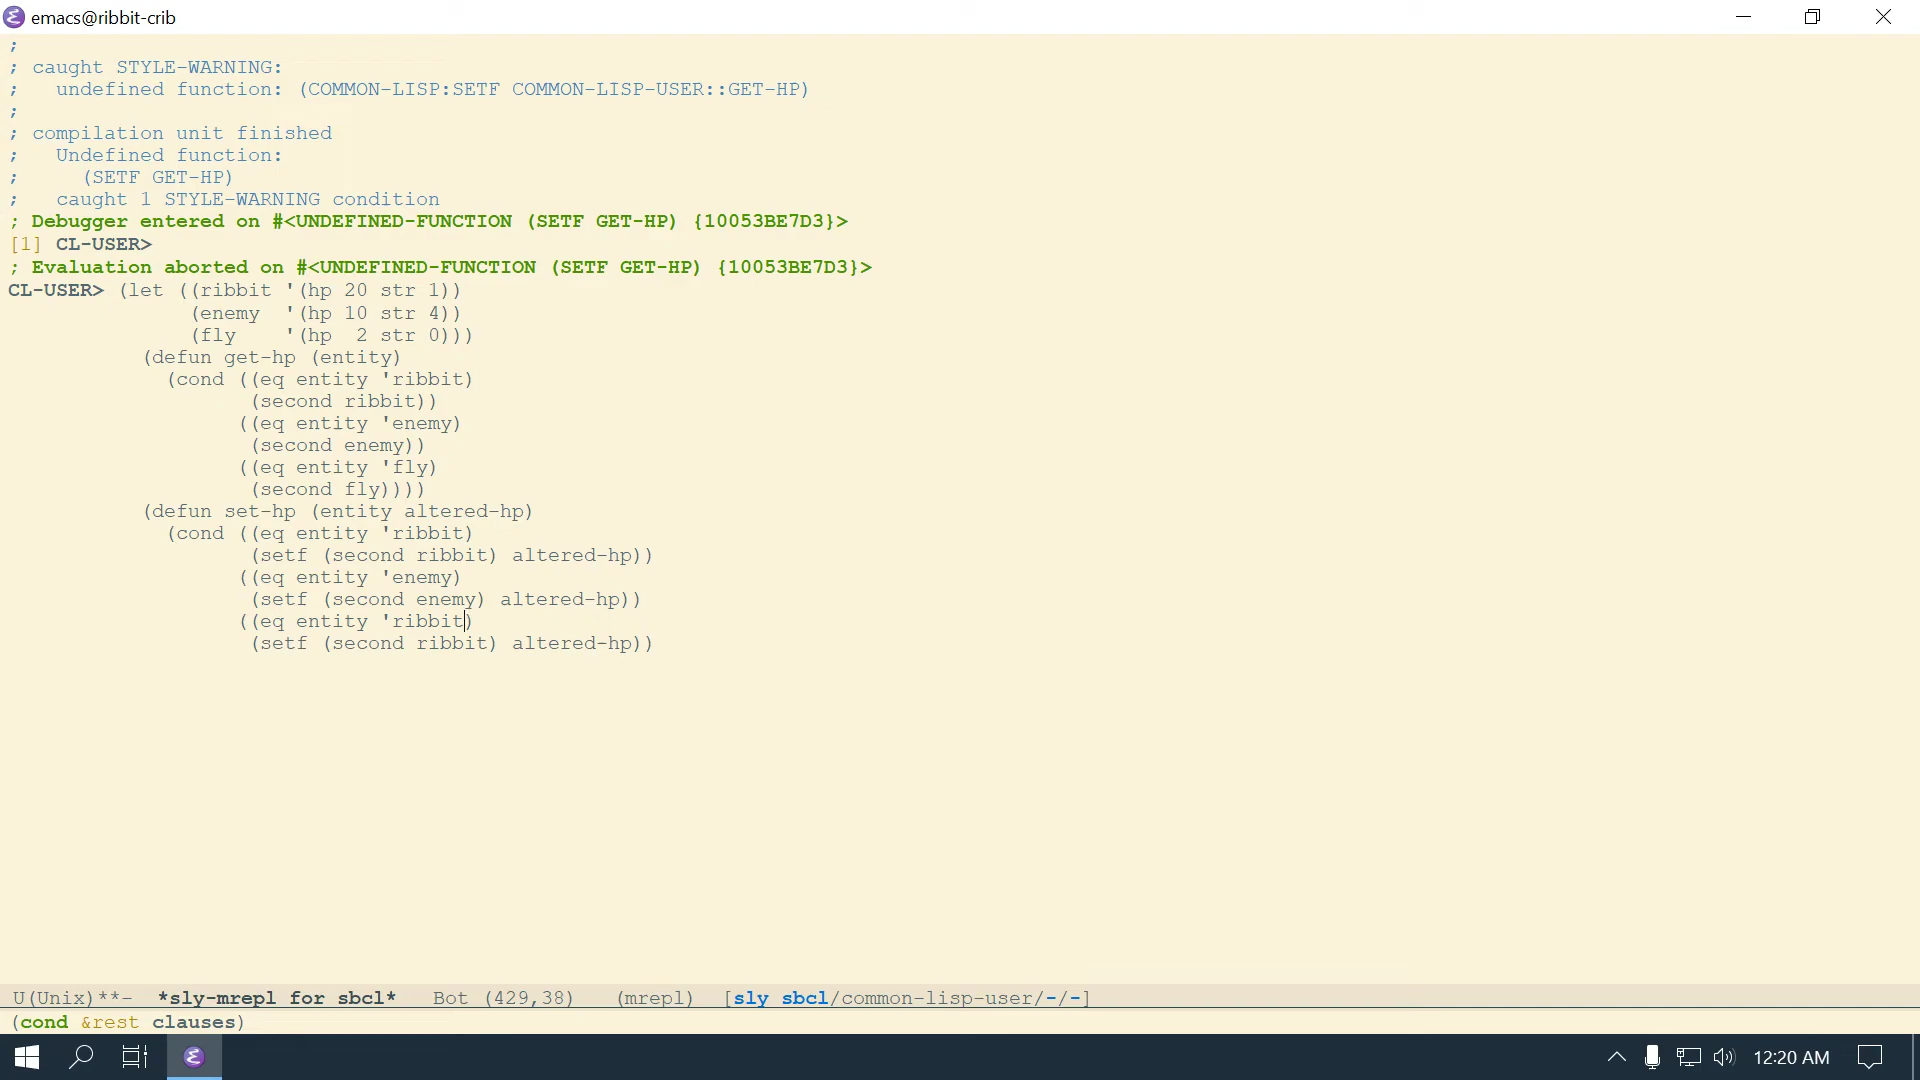 emacs@ribbit-crib
;
; caught STYLE-WARNING:
;   undefined function: (COMMON-LISP:SETF COMMON-LISP-USER::GET-HP)
;
; compilation unit finished
;   Undefined function:
;      (SETF GET-HP)
;   caught 1 STYLE-WARNING condition
; Debugger entered on #<UNDEFINED-FUNCTION (SETF GET-HP) {10053BE7D3}>
[1] CL-USER>
; Evaluation aborted on #<UNDEFINED-FUNCTION (SETF GET-HP) {10053BE7D3}>
CL-USER> (let ((ribbit '(hp 20 str 1))
               (enemy  '(hp 10 str 4))
               (fly    '(hp  2 str 0)))
           (defun get-hp (entity)
             (cond ((eq entity 'ribbit)
                    (second ribbit))
                   ((eq entity 'enemy)
                    (second enemy))
                   ((eq entity 'fly)
                    (second fly))))
           (defun set-hp (entity altered-hp)
             (cond ((eq entity 'ribbit)
                    (setf (second ribbit) altered-hp))
                   ((eq entity 'enemy)
                    (setf (second enemy) altered-hp))
                   ((eq entity 'ribbit)
                    (setf (second ribbit) altered-hp))
U(Unix)**-  *sly-mrepl for sbcl*   Bot (429,38)   (mrepl)  [sly sbcl/common-lisp-user/-/-]
(cond &rest clauses)
12:20 AM